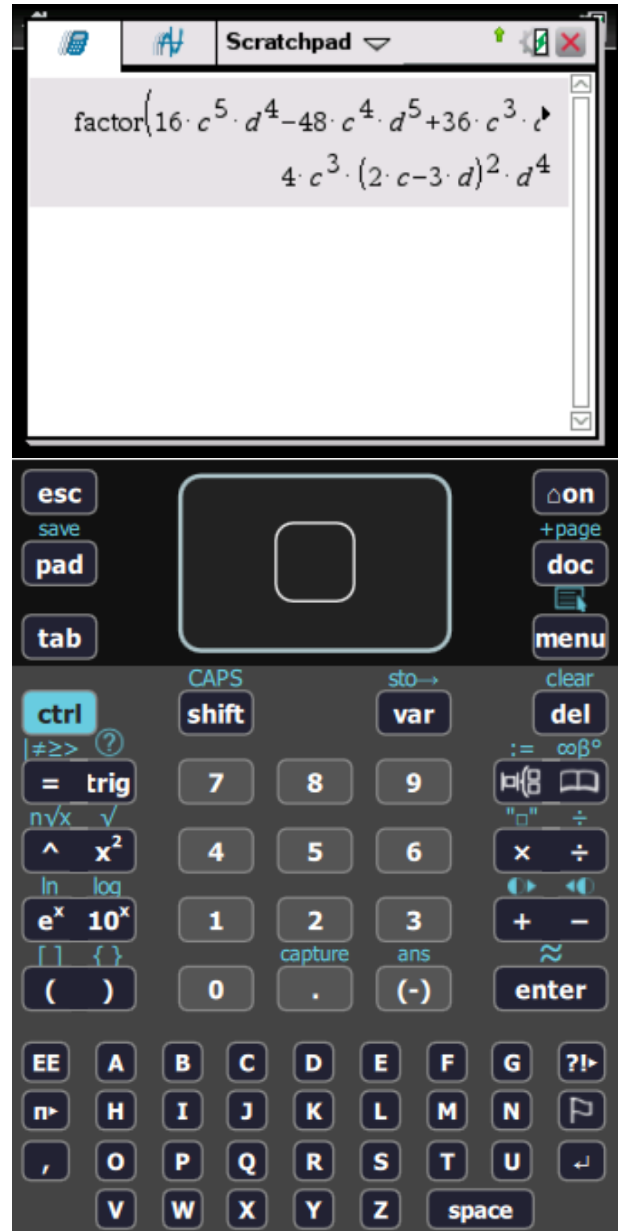 Scratchpad
factor(16·c^5·d^4-48·c^4·d^5+36·c^3·
4·c^3·(2·c-3·d)^2·d^4
esc
⌂on
save
+page
pad
doc
tab
menu
CAPS
sto→
clear
ctrl
shift
var
del
|≠≥>
?
:=
∞β°
=
trig
7
8
9
n√x
√
"□"
÷
^
x²
4
5
6
×
÷
ln
log
e^x
10^x
1
2
3
+
−
[ ]
{ }
capture
ans
≈
(
)
0
.
(-)
enter
EE
A
B
C
D
E
F
G
?!▸
π▸
H
I
J
K
L
M
N
,
O
P
Q
R
S
T
U
↵
V
W
X
Y
Z
space